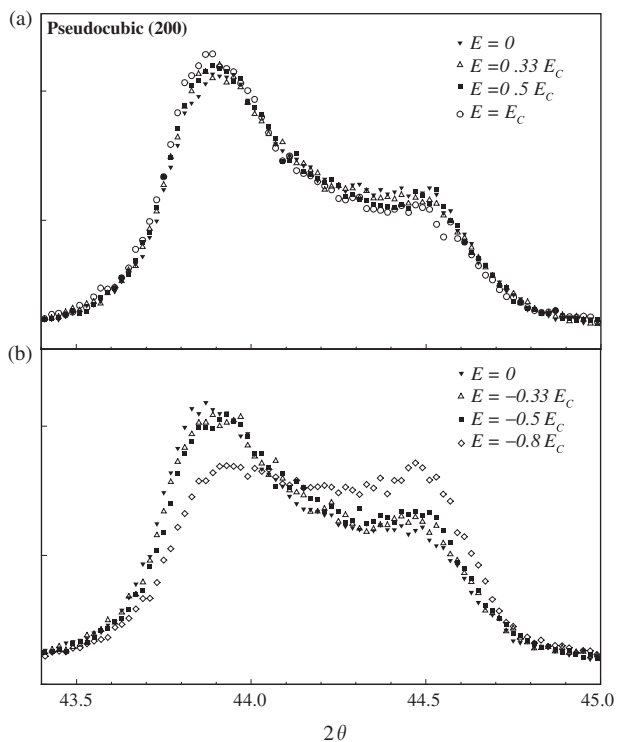 (a)
Pseudocubic (200)
E = 0
E=0 .33 E_C
E=0 .5 E_C
E= E_C
(b)
E = 0
E = −0.33 E_C
E = −0.5 E_C
E = −0.8 E_C
43.5 44.0 44.5 45.0
2θ